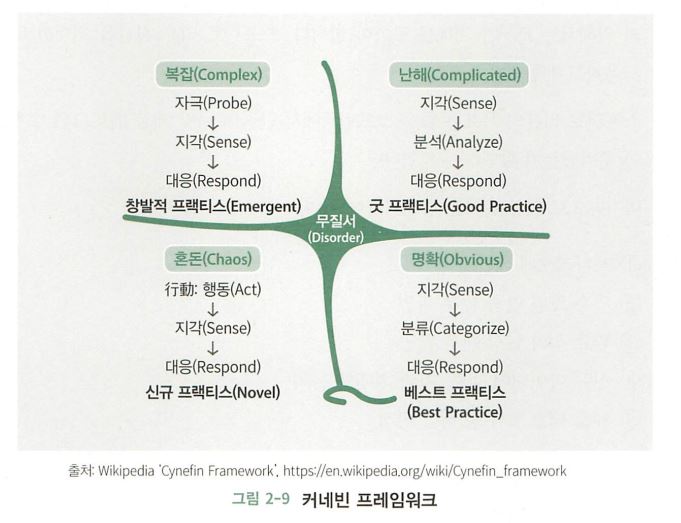 복잡(Complex)
자극(Probe)
↓
지각(Sense)
↓
대응(Respond)
창발적 프랙티스(Emergent)
난해(Complicated)
지각(Sense)
↓
분석(Analyze)
↓
대응(Respond)
굿 프랙티스(Good Practice)
무질서
(Disorder)
혼돈(Chaos)
行動: 행동(Act)
↓
지각(Sense)
↓
대응(Respond)
신규 프랙티스(Novel)
명확(Obvious)
지각(Sense)
↓
분류(Categorize)
↓
대응(Respond)
베스트 프랙티스
(Best Practice)
출처: Wikipedia ‘Cynefin Framework’, https://en.wikipedia.org/wiki/Cynefin_framework
그림 2-9 커네빈 프레임워크